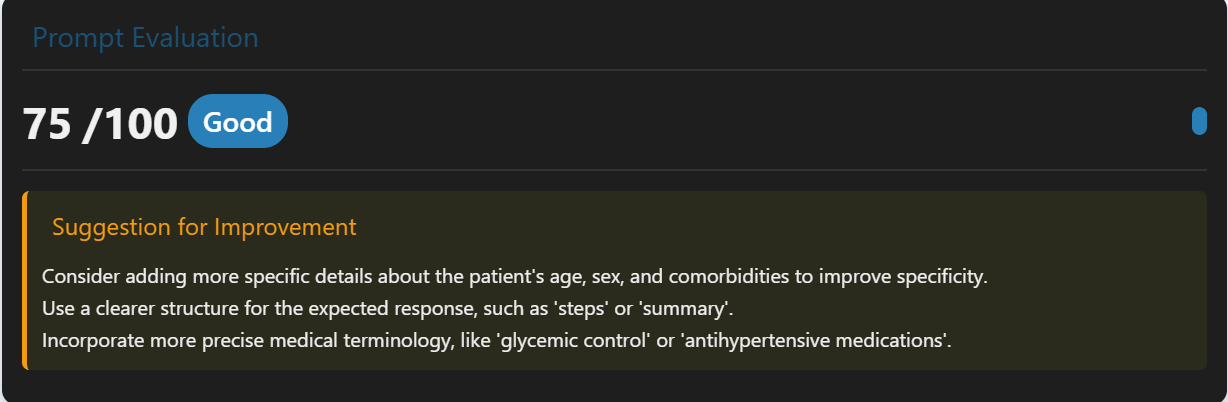 Prompt Evaluation
75 /100 Good
Suggestion for Improvement
Consider adding more specific details about the patient's age, sex, and comorbidities to improve specificity.
Use a clearer structure for the expected response, such as 'steps' or 'summary'.
Incorporate more precise medical terminology, like 'glycemic control' or 'antihypertensive medications'.